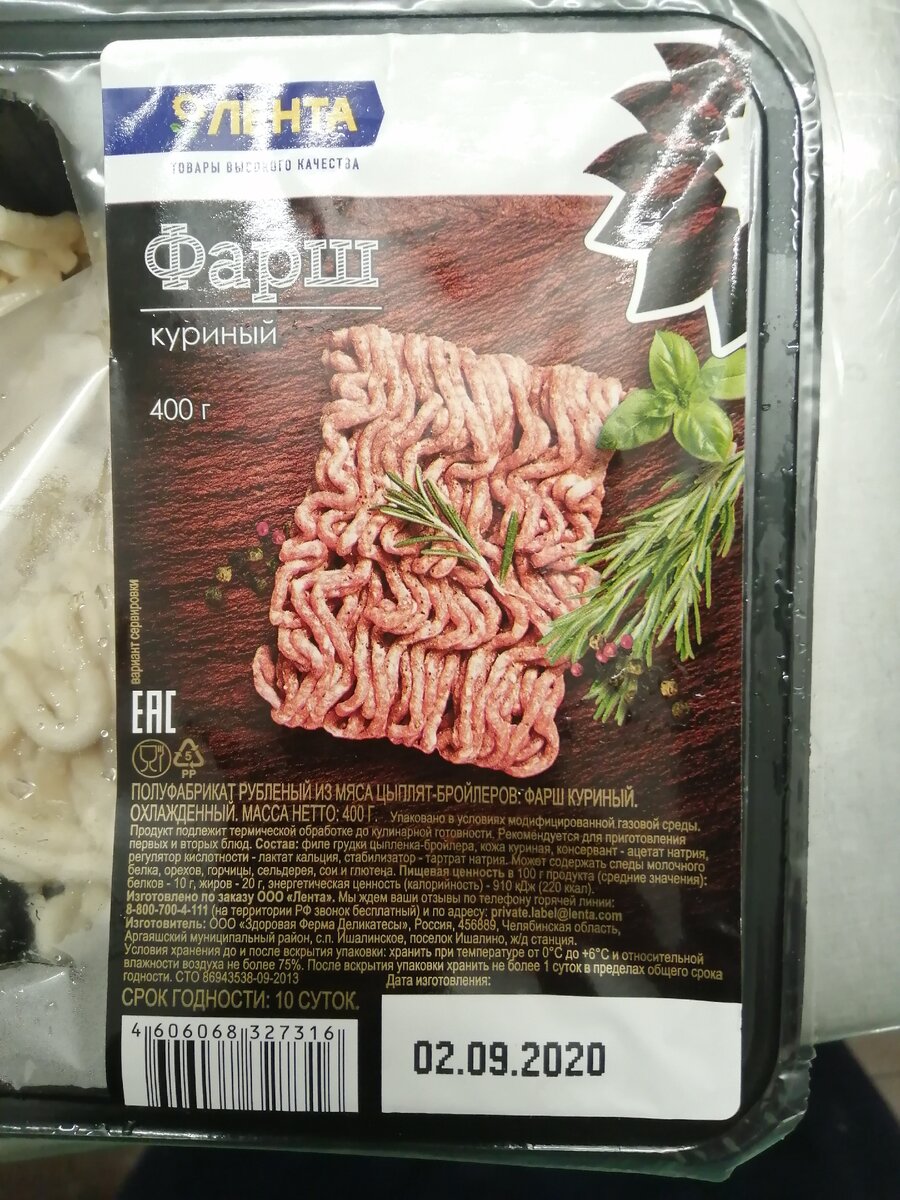 ЛЕНТА
ТОВАРЫ ВЫСОКОГО КАЧЕСТВА
Фарш
куриный
400 г
вариант сервировки
EAC
5
PP
ПОЛУФАБРИКАТ РУБЛЕНЫЙ ИЗ МЯСА ЦЫПЛЯТ-БРОЙЛЕРОВ: ФАРШ КУРИНЫЙ.
ОХЛАЖДЕННЫЙ. МАССА НЕТТО: 400 Г. Упаковано в условиях модифицированной газовой среды.
Продукт подлежит термической обработке до кулинарной готовности. Рекомендуется для приготовления
первых и вторых блюд. Состав: филе грудки цыпленка-бройлера, кожа куриная, консервант - ацетат натрия,
регулятор кислотности - лактат кальция, стабилизатор - тартрат натрия. Может содержать следы молочного
белка, орехов, горчицы, сельдерея, сои и глютена. Пищевая ценность в 100 г продукта (средние значения):
белков - 10 г, жиров - 20 г, энергетическая ценность (калорийность) - 910 кДж (220 ккал).
Изготовлено по заказу ООО «Лента». Мы ждем ваши отзывы по телефону горячей линии:
8-800-700-4-111 (на территории РФ звонок бесплатный) и по адресу: private.label@lenta.com
Изготовитель: ООО «Здоровая Ферма Деликатесы», Россия, 456889, Челябинская область,
Аргаяшский муниципальный район, с.п. Ишалинское, поселок Ишалино, ж/д станция.
Условия хранения до и после вскрытия упаковки: хранить при температуре от 0°С до +6°С и относительной
влажности воздуха не более 75%. После вскрытия упаковки хранить не более 1 суток в пределах общего срока
годности. СТО 86943538-09-2013
Дата изготовления:
СРОК ГОДНОСТИ: 10 СУТОК.
4 606068 327316
02.09.2020